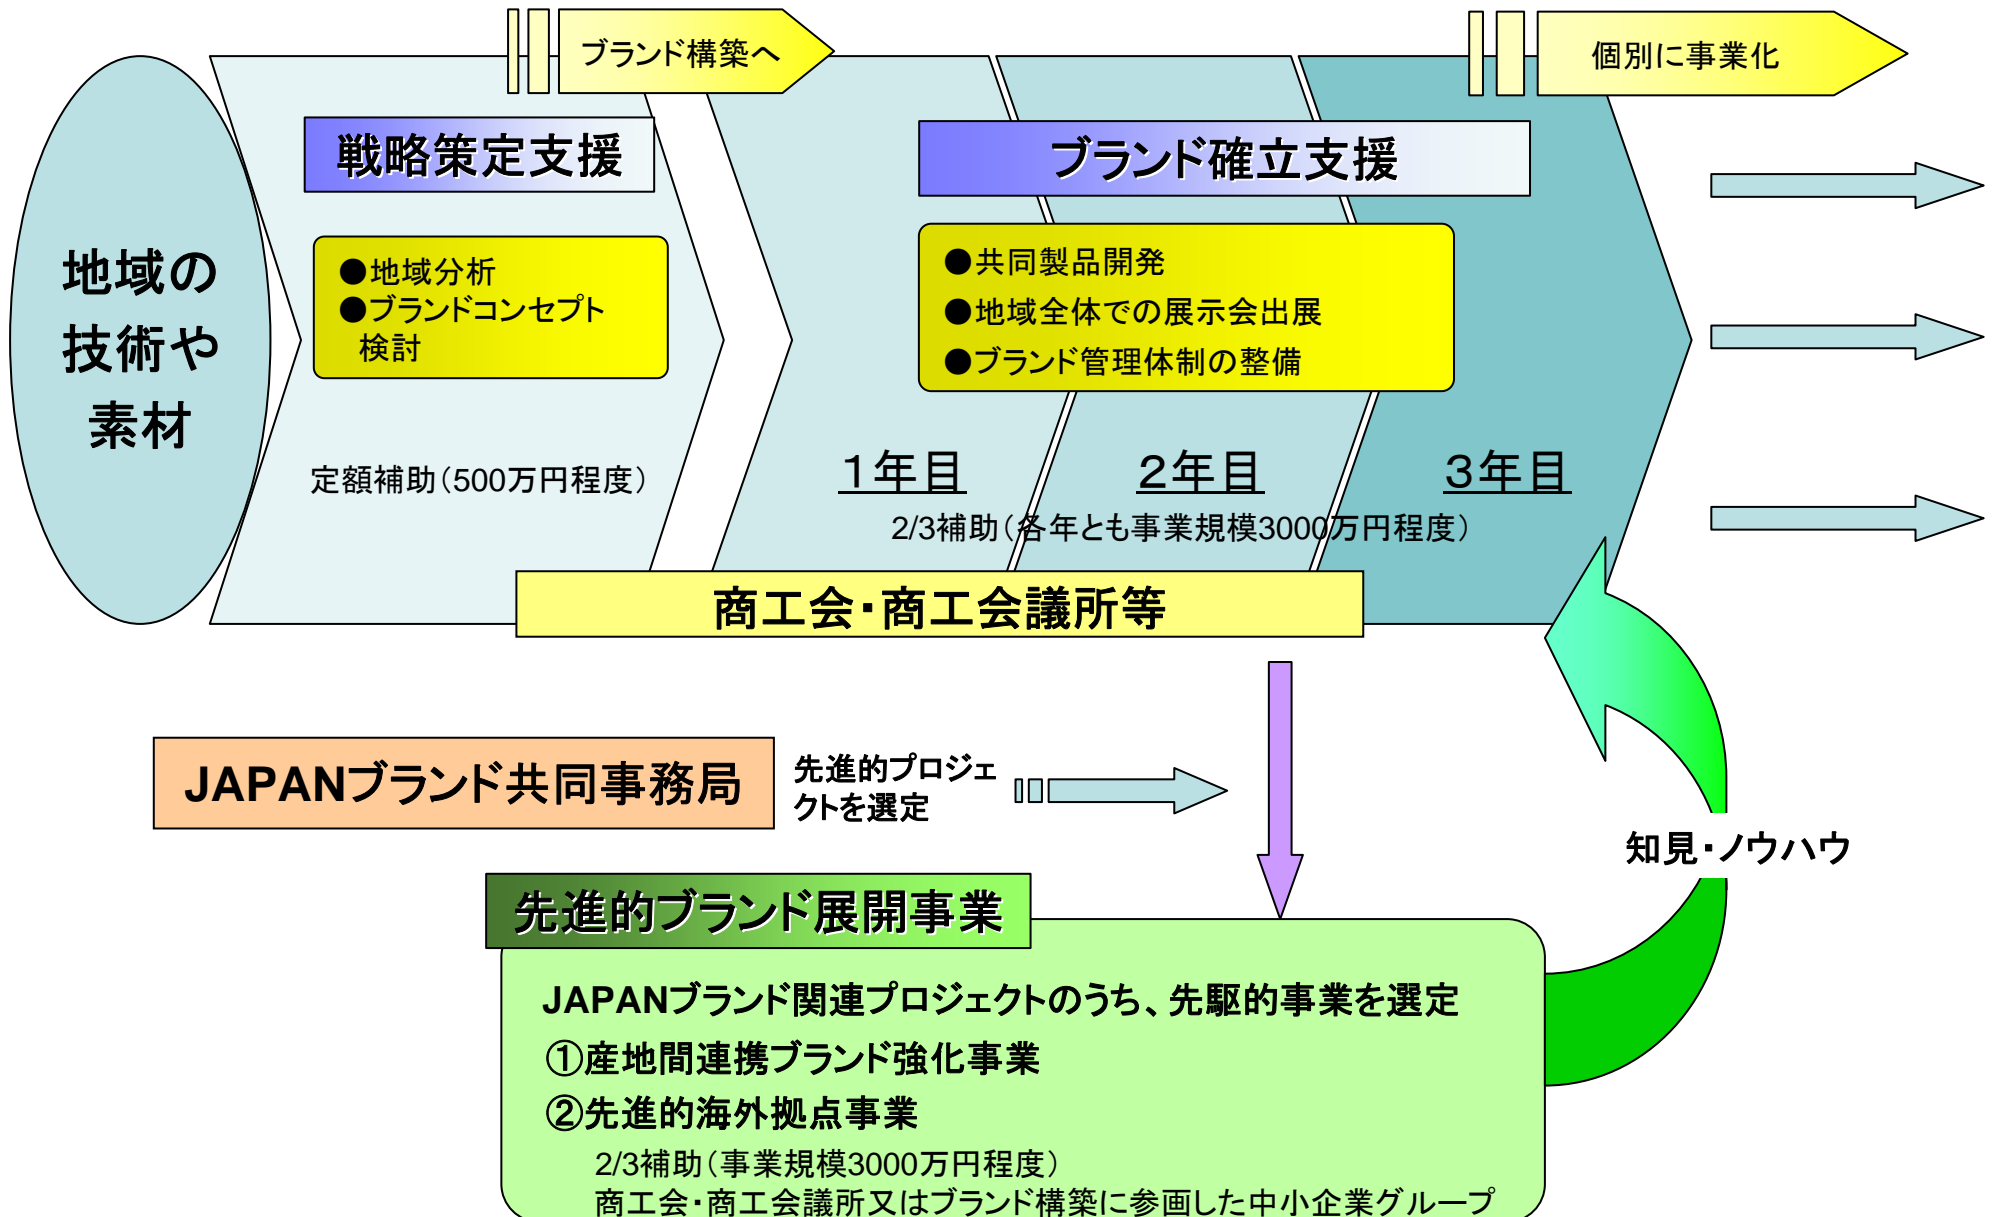 ブランド構築へ
個別に事業化
戦略策定支援
ブランド確立支援
地域の
技術や
素材
●地域分析
●ブランドコンセプト
検討
●共同製品開発
●地域全体での展示会出展
●ブランド管理体制の整備
定額補助(500万円程度)
1年目
2年目
3年目
2/3補助(各年とも事業規模3000万円程度)
商工会・商工会議所等
JAPANブランド共同事務局
先進的プロジェ
クトを選定
知見・ノウハウ
先進的ブランド展開事業
JAPANブランド関連プロジェクトのうち、先駆的事業を選定
①産地間連携ブランド強化事業
②先進的海外拠点事業
2/3補助(事業規模3000万円程度)
商工会・商工会議所又はブランド構築に参画した中小企業グループ